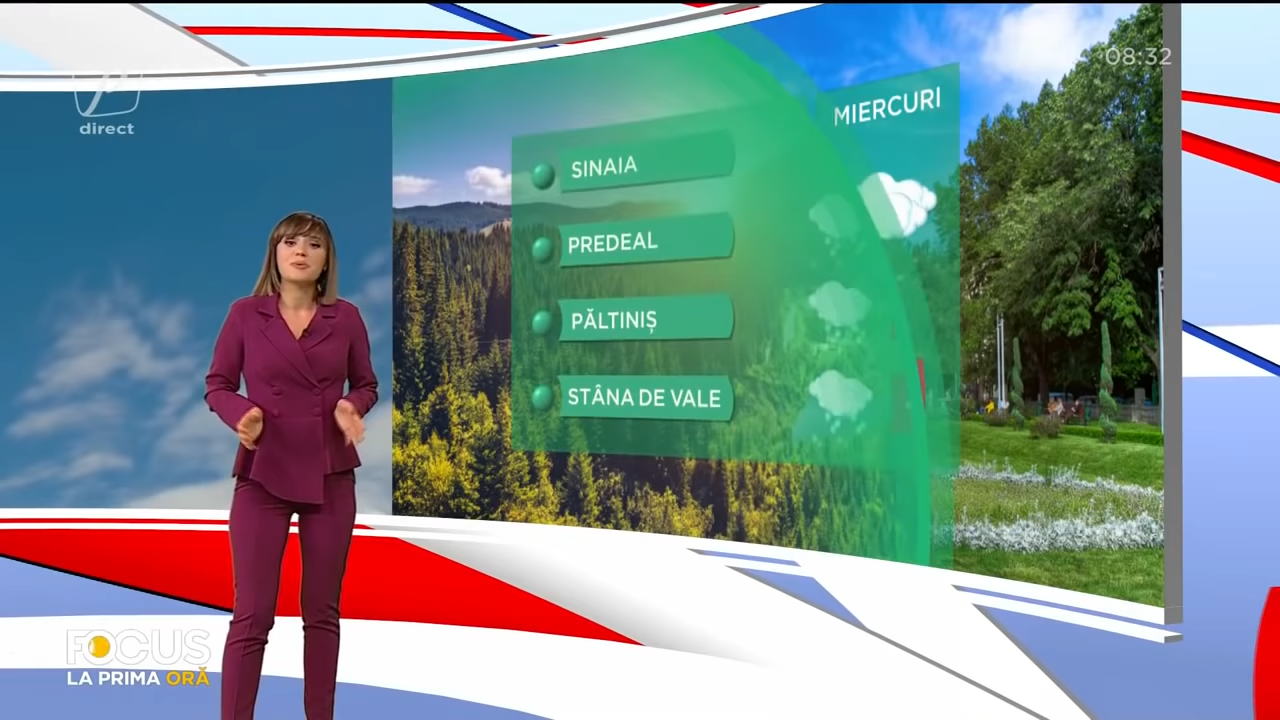 direct
08:32
MIERCURI
SINAIA
PREDEAL
PĂLTINIȘ
STÂNA DE VALE
FOCUS
LA PRIMA ORĂ